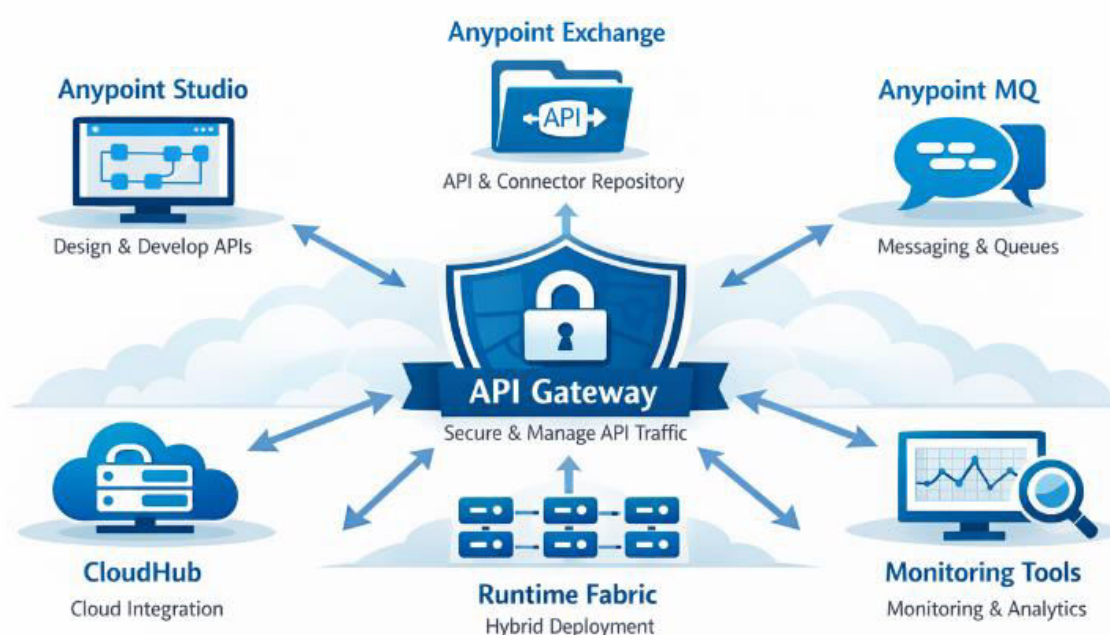 Anypoint Exchange
Anypoint Studio
API
Anypoint MQ
API & Connector Repository
Design & Develop APIs
Messaging & Queues
API Gateway
Secure & Manage API Traffic
CloudHub
Cloud Integration
Runtime Fabric
Hybrid Deployment
Monitoring Tools
Monitoring & Analytics